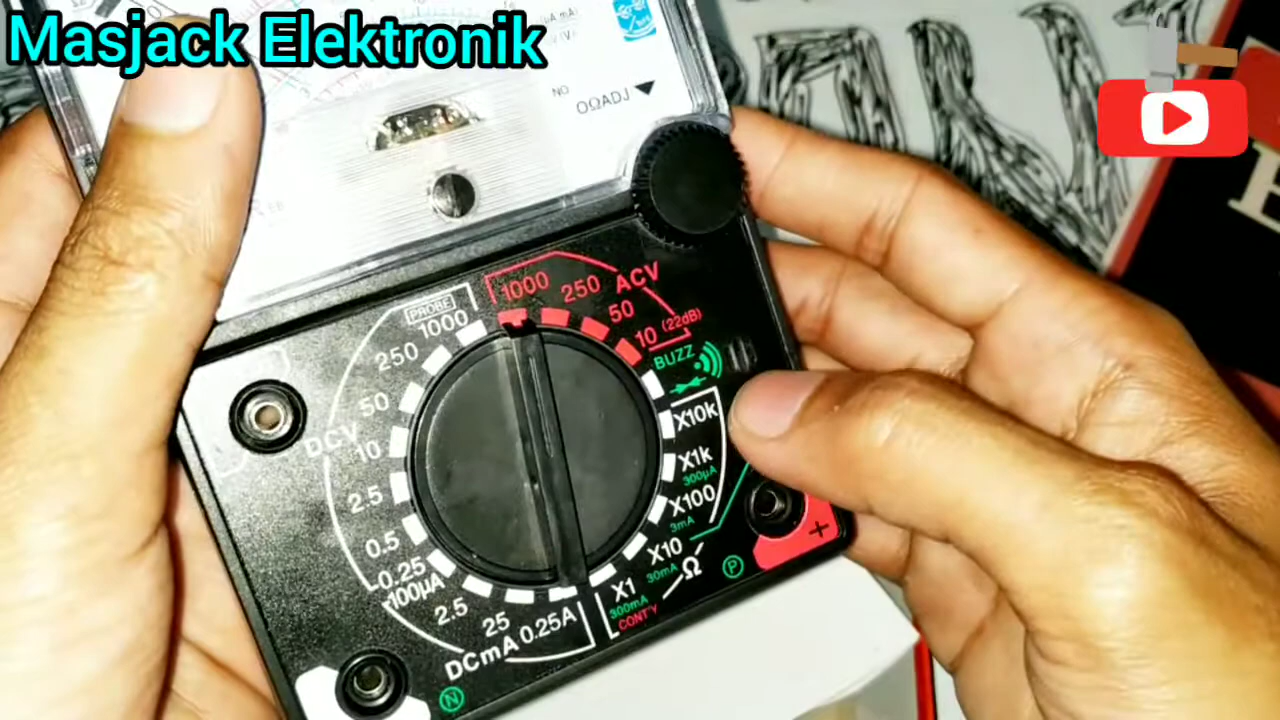 Masjack Elektronik
NO
0ΩADJ
PROBE
1000
250
50
DCV
10
2.5
0.5
0.25
100μA
2.5
25
0.25A
DCmA
N
1000
250
ACV
50
10
(22dB)
BUZZ
X10k
X1k
300μA
X100
3mA
X10
30mA
Ω
X1
300mA
CONT'Y
P
+